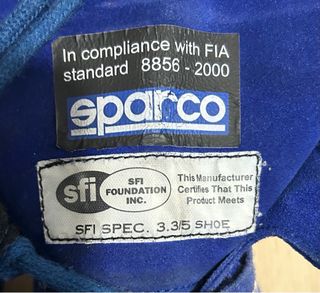 In compliance with FIA
standard 8856 - 2000
sparco
sfi
SFI
FOUNDATION
INC.
This Manufacturer
Certifies That This
Product Meets
SFI SPEC. 3.3/5 SHOE